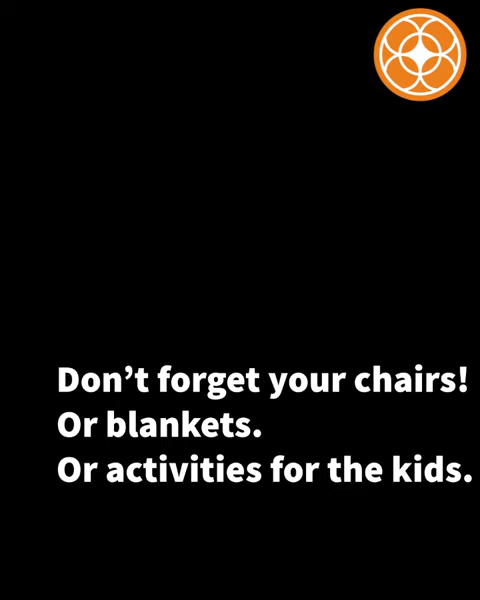 Don’t forget your chairs!
Or blankets.
Or activities for the kids.